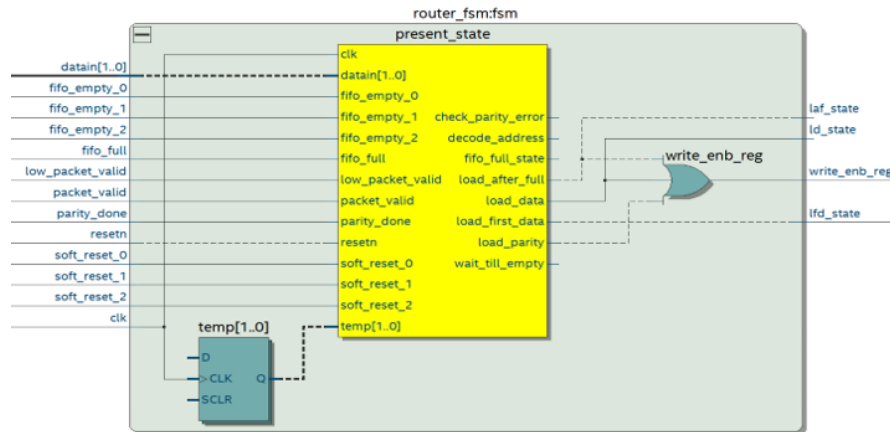 router_fsm:fsm
present_state
datain[1..0]
fifo_empty_0
fifo_empty_1
fifo_empty_2
fifo_full
low_packet_valid
packet_valid
parity_done
resetn
soft_reset_0
soft_reset_1
soft_reset_2
clk
clk
datain[1..0]
fifo_empty_0
fifo_empty_1
fifo_empty_2
fifo_full
low_packet_valid
packet_valid
parity_done
resetn
soft_reset_0
soft_reset_1
soft_reset_2
temp[1..0]
check_parity_error
decode_address
fifo_full_state
load_after_full
load_data
load_first_data
load_parity
wait_till_empty
write_enb_reg
laf_state
ld_state
write_enb_reg
lfd_state
temp[1..0]
D
CLK
Q
SCLR